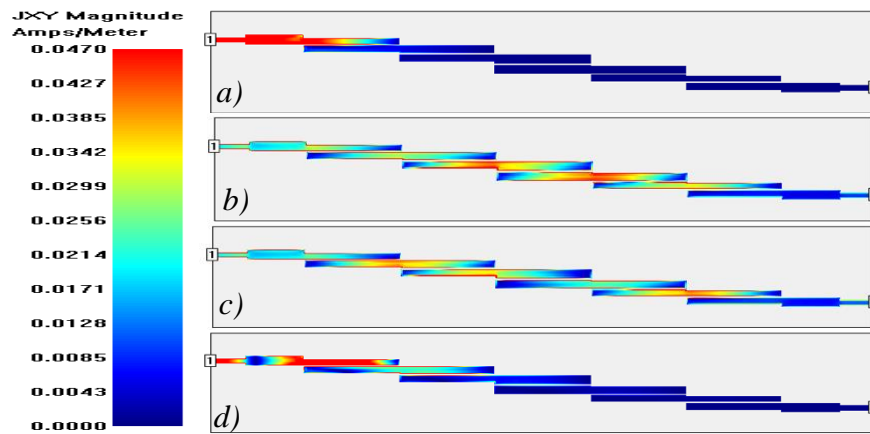 JXY Magnitude
Amps/Meter
0.0470
0.0427
0.0385
0.0342
0.0299
0.0256
0.0214
0.0171
0.0128
0.0085
0.0043
0.0000
1
a)
1
b)
1
c)
1
d)